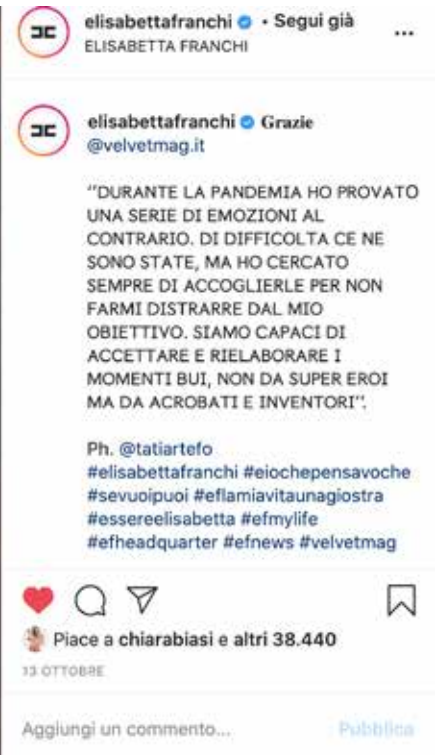 elisabettafranchi • Segui già
ELISABETTA FRANCHI
elisabettafranchi Grazie
@velvetmag.it
"DURANTE LA PANDEMIA HO PROVATO
UNA SERIE DI EMOZIONI AL
CONTRARIO. DI DIFFICOLTA CE NE
SONO STATE, MA HO CERCATO
SEMPRE DI ACCOGLIERLE PER NON
FARMI DISTRARRE DAL MIO
OBIETTIVO. SIAMO CAPACI DI
ACCETTARE E RIELABORARE I
MOMENTI BUI, NON DA SUPER EROI
MA DA ACROBATI E INVENTORI".
Ph. @tatiartefo
#elisabettafranchi #eiochepensavoche
#sevuoipuoi #eflamiavitaunagiostra
#essereelisabetta #efmylife
#efheadquarter #efnews #velvetmag
Piace a chiarabiasi e altri 38.440
13 OTTOBRE
Aggiungi un commento... Pubblica